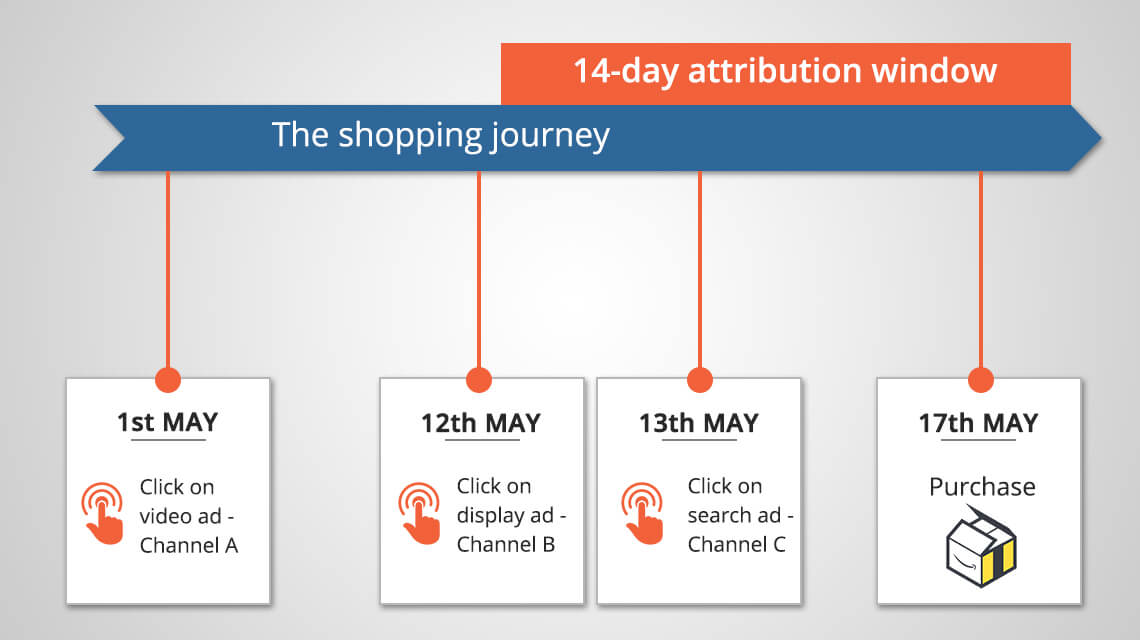 14-day attribution window
The shopping journey
1st MAY
Click on
video ad -
Channel A
12th MAY
Click on
display ad -
Channel B
13th MAY
Click on
search ad -
Channel C
17th MAY
Purchase